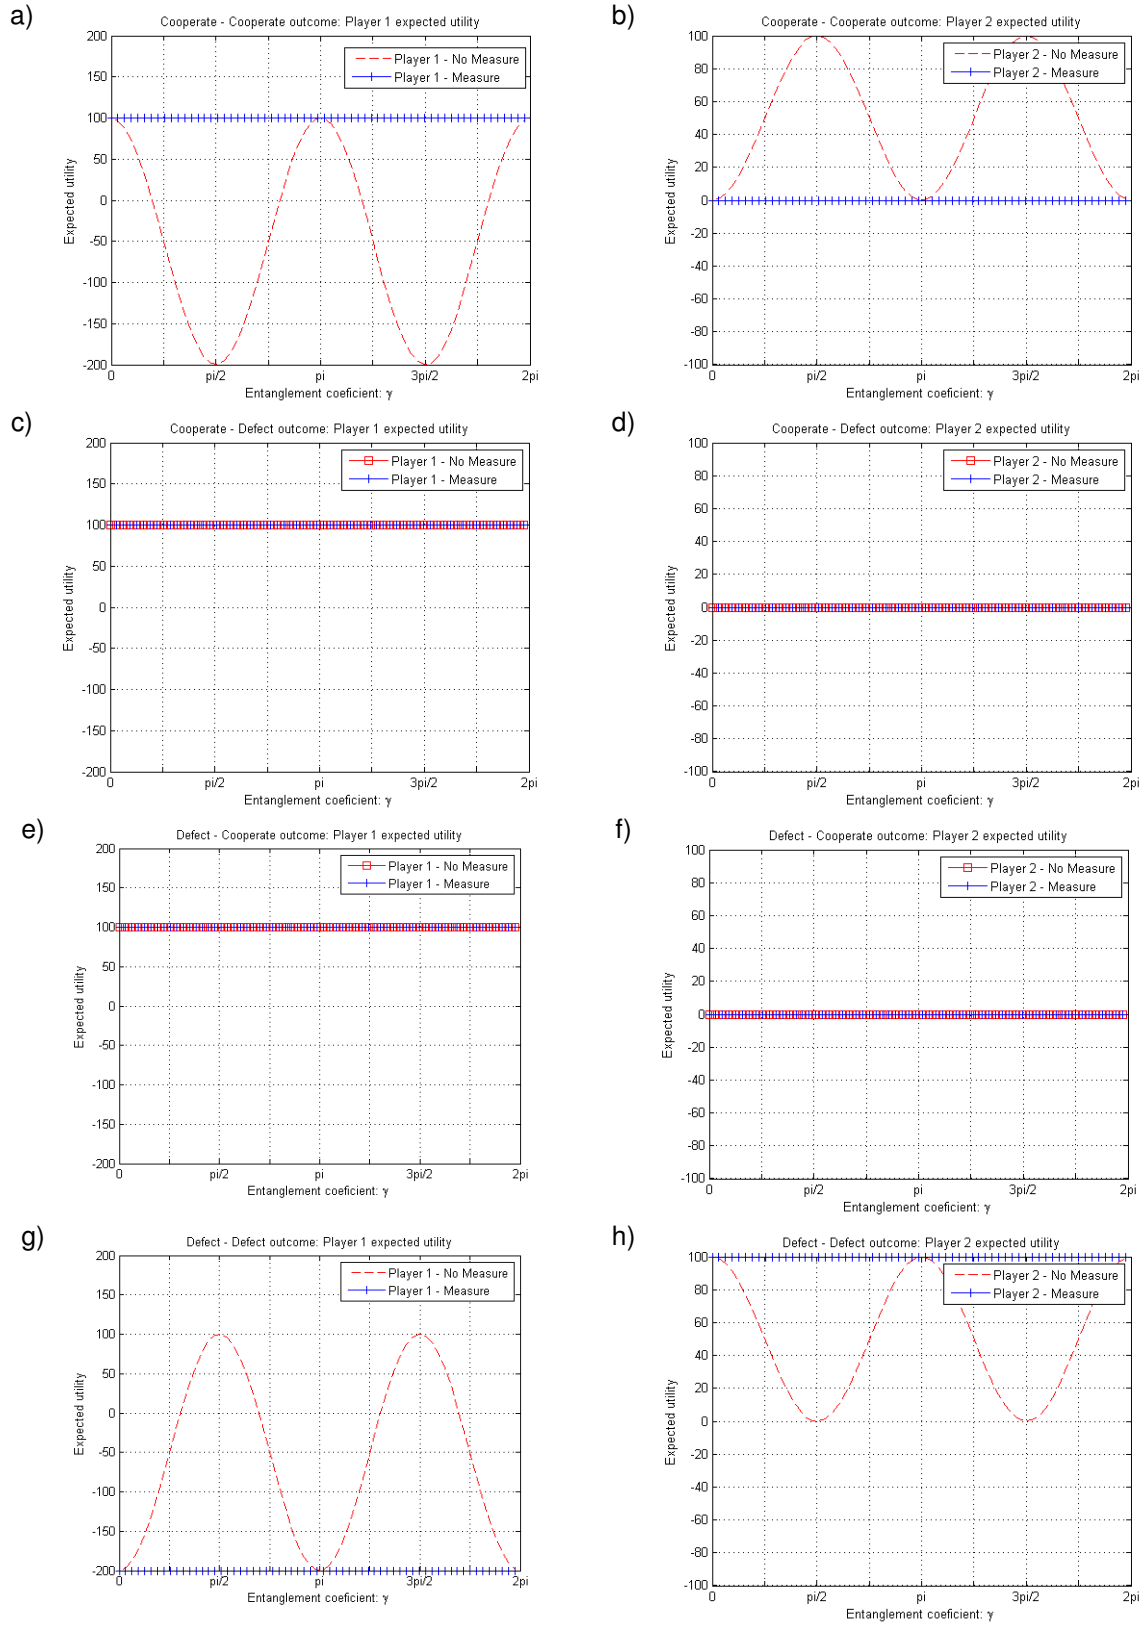 a)
Cooperate - Cooperate outcome: Player 1 expected utility
200
150
100
50
0
-50
-100
-150
-200
Expected utility
Player 1 - No Measure
Player 1 - Measure
0 pi/2 pi 3pi/2 2pi
Entanglement coeficient: γ
b)
Cooperate - Cooperate outcome: Player 2 expected utility
100
80
60
40
20
0
-20
-40
-60
-80
-100
Expected utility
Player 2 - No Measure
Player 2 - Measure
0 pi/2 pi 3pi/2 2pi
Entanglement coeficient: γ
c)
Cooperate - Defect outcome: Player 1 expected utility
200
150
100
50
0
-50
-100
-150
-200
Expected utility
Player 1 - No Measure
Player 1 - Measure
0 pi/2 pi 3pi/2 2pi
Entanglement coeficient: γ
d)
Cooperate - Defect outcome: Player 2 expected utility
100
80
60
40
20
0
-20
-40
-60
-80
-100
Expected utility
Player 2 - No Measure
Player 2 - Measure
0 pi/2 pi 3pi/2 2pi
Entanglement coeficient: γ
e)
Defect - Cooperate outcome: Player 1 expected utility
200
150
100
50
0
-50
-100
-150
-200
Expected utility
Player 1 - No Measure
Player 1 - Measure
0 pi/2 pi 3pi/2 2pi
Entanglement coeficient: γ
f)
Defect - Cooperate outcome: Player 2 expected utility
100
80
60
40
20
0
-20
-40
-60
-80
-100
Expected utility
Player 2 - No Measure
Player 2 - Measure
0 pi/2 pi 3pi/2 2pi
Entanglement coeficient: γ
g)
Defect - Defect outcome: Player 1 expected utility
200
150
100
50
0
-50
-100
-150
-200
Expected utility
Player 1 - No Measure
Player 1 - Measure
0 pi/2 pi 3pi/2 2pi
Entanglement coeficient: γ
h)
Defect - Defect outcome: Player 2 expected utility
100
80
60
40
20
0
-20
-40
-60
-80
-100
Expected utility
Player 2 - No Measure
Player 2 - Measure
0 pi/2 pi 3pi/2 2pi
Entanglement coeficient: γ